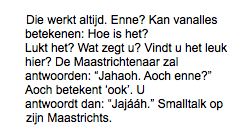 Die werkt altijd. Enne? Kan vanalles
betekenen: Hoe is het?
Lukt het? Wat zegt u? Vindt u het leuk
hier? De Maastrichtenaar zal
antwoorden: “Jahaoh. Aoch enne?”
Aoch betekent ‘ook’. U
antwoordt dan: “Jajááh.” Smalltalk op
zijn Maastrichts.